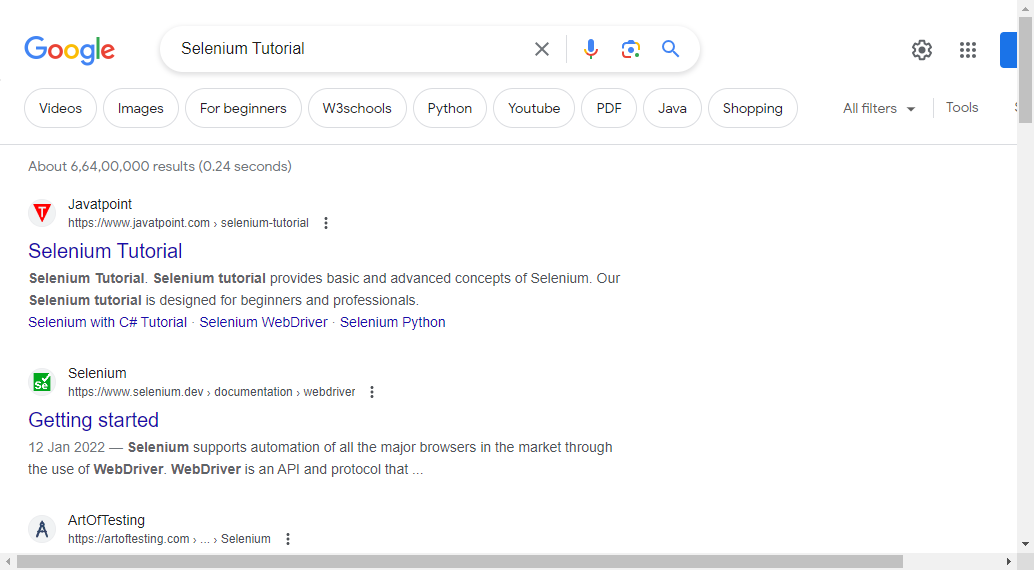 Google
Selenium Tutorial
Videos Images For beginners W3schools Python Youtube PDF Java Shopping All filters Tools
About 6,64,00,000 results (0.24 seconds)
Javatpoint
https://www.javatpoint.com › selenium-tutorial
Selenium Tutorial
Selenium Tutorial. Selenium tutorial provides basic and advanced concepts of Selenium. Our
Selenium tutorial is designed for beginners and professionals.
Selenium with C# Tutorial · Selenium WebDriver · Selenium Python
Se
Selenium
https://www.selenium.dev › documentation › webdriver
Getting started
12 Jan 2022 — Selenium supports automation of all the major browsers in the market through
the use of WebDriver. WebDriver is an API and protocol that ...
ArtOfTesting
https://artoftesting.com › ... › Selenium